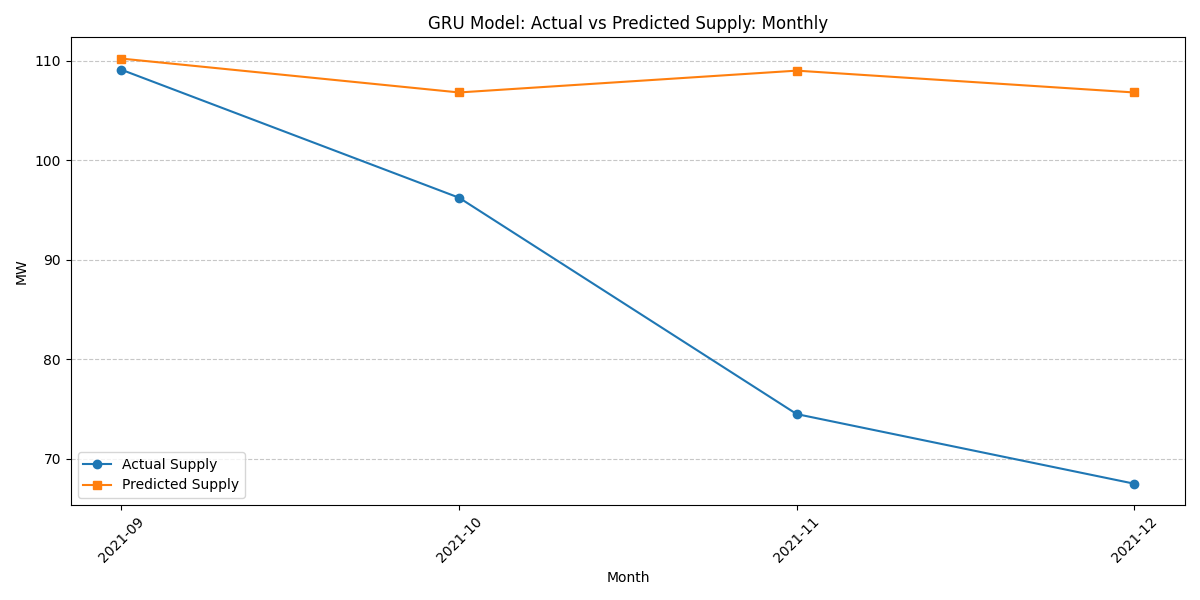 GRU Model: Actual vs Predicted Supply: Monthly
110
100
90
80
70
MW
Actual Supply
Predicted Supply
2021-09
2021-10
2021-11
2021-12
Month